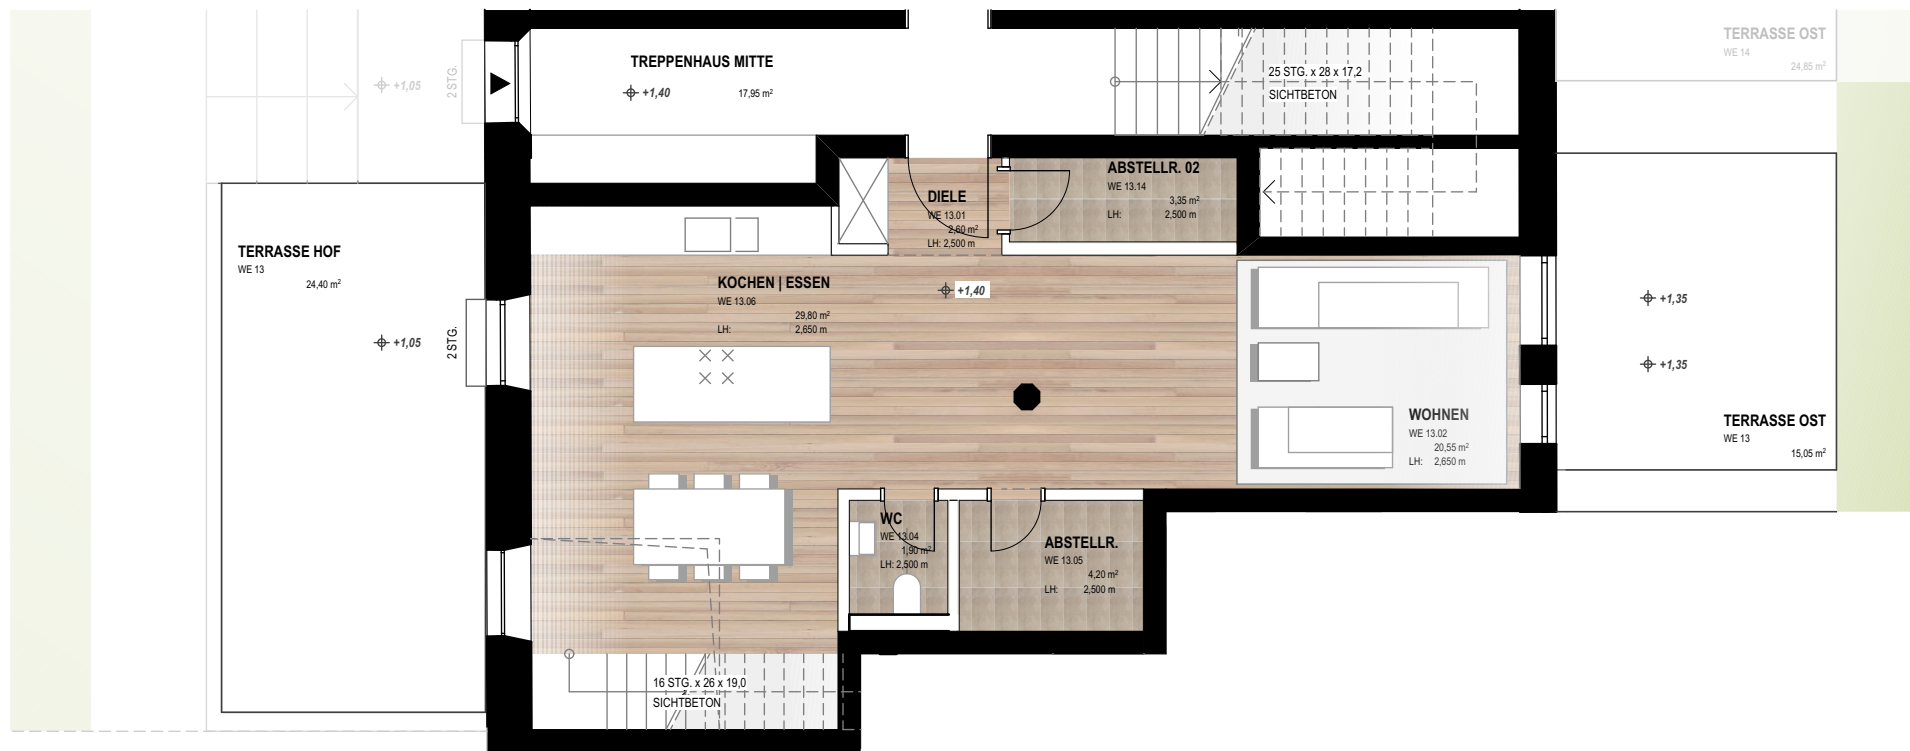 TREPPENHAUS MITTE
+1,40
17,95 m²
+1,05
2 STG.
25 STG. x 28 x 17,2
SICHTBETON
TERRASSE OST
WE 14
24,85 m²
DIELE
WE 13.01
2,60 m²
LH: 2,500 m
ABSTELLR. 02
WE 13.14
3,35 m²
LH: 2,500 m
TERRASSE HOF
WE 13
24,40 m²
+1,05
2 STG.
KOCHEN | ESSEN
WE 13.06
29,80 m²
LH: 2,650 m
+1,40
WOHNEN
WE 13.02
20,55 m²
LH: 2,650 m
+1,35
+1,35
TERRASSE OST
WE 13
15,05 m²
WC
WE 13.04
1,90 m²
LH: 2,500 m
ABSTELLR.
WE 13.05
4,20 m²
LH: 2,500 m
16 STG. x 26 x 19,0
SICHTBETON